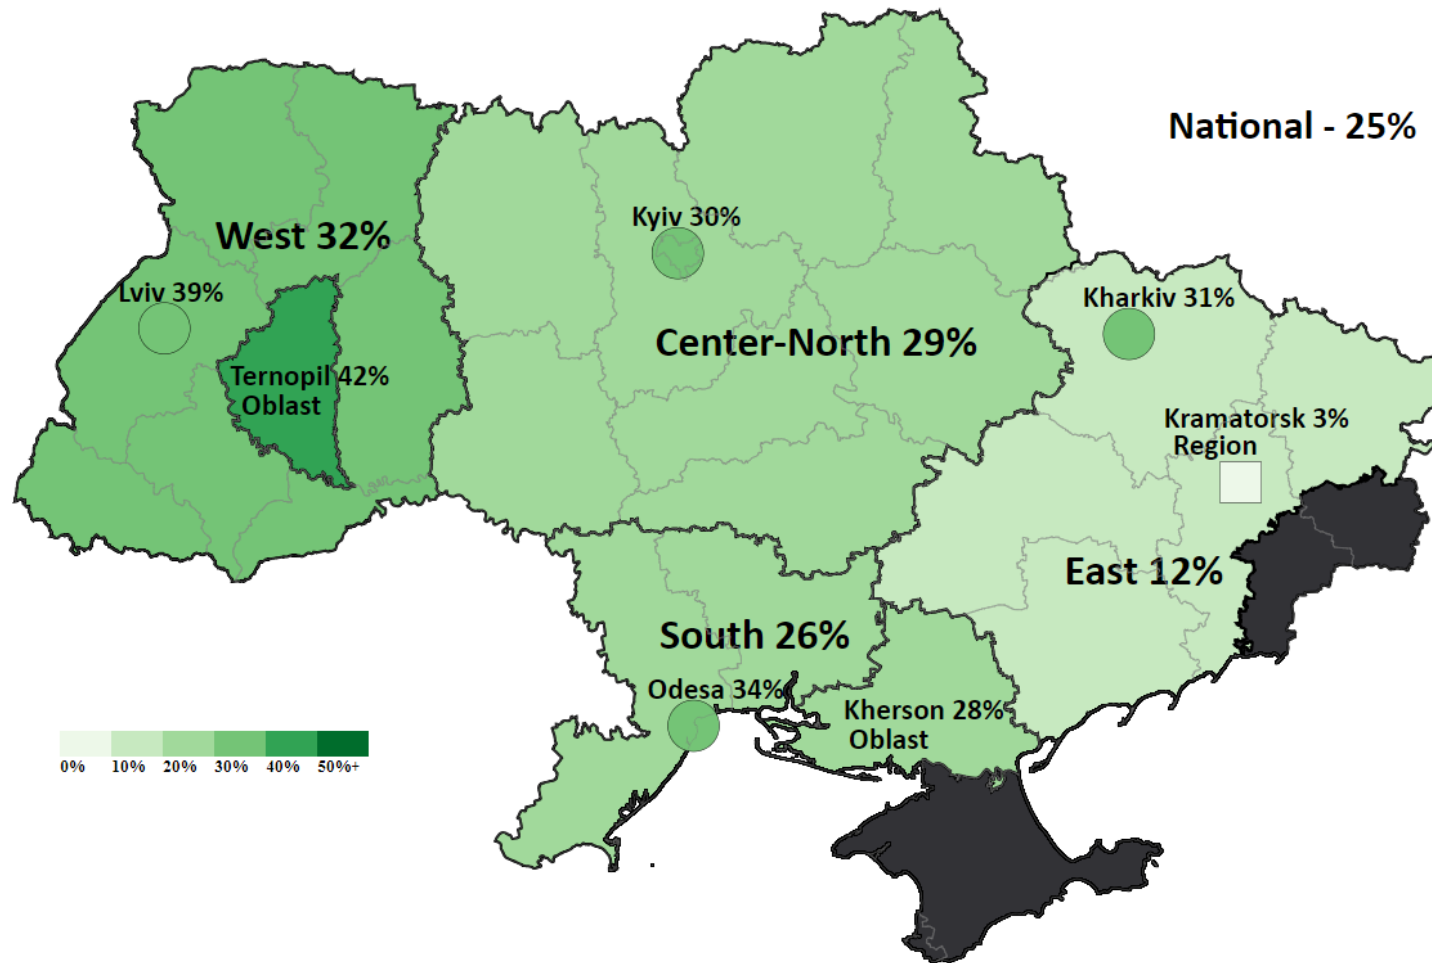 National - 25%
Kyiv 30%
West 32%
Lviv 39%
Kharkiv 31%
Center-North 29%
Ternopil 42%
Oblast
Kramatorsk 3%
Region
East 12%
South 26%
Odesa 34%
Kherson 28%
Oblast
0% 10% 20% 30% 40% 50%+